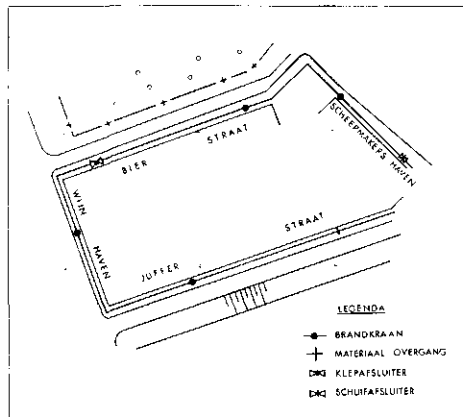 BIER STRAAT
SCHEEPMAKERS HAVEN
WIJN HAVEN
JUFFER STRAAT
LEGENDA
BRANDKRAAN
MATERIAAL OVERGANG
KLEPAFSLUITER
SCHUIFAFSLUITER